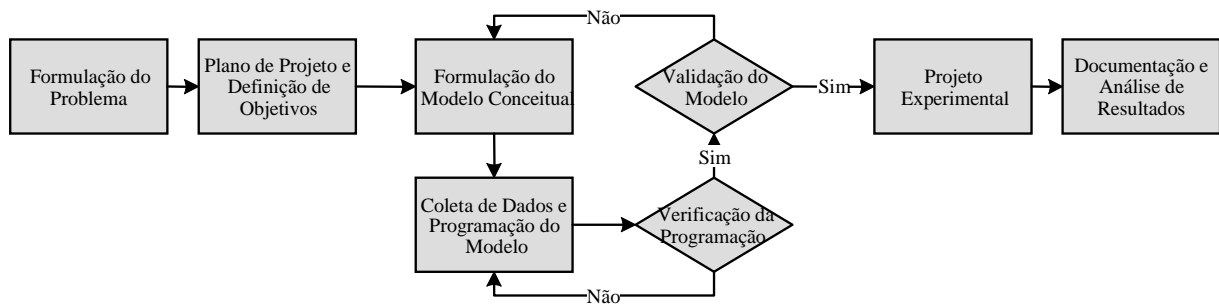 Formulação do
Problema
Plano de Projeto e
Definição de
Objetivos
Formulação do
Modelo Conceitual
Não
Validação do
Modelo
Sim
Projeto
Experimental
Documentação e
Análise de
Resultados
Sim
Coleta de Dados e
Programação do
Modelo
Verificação da
Programação
Não